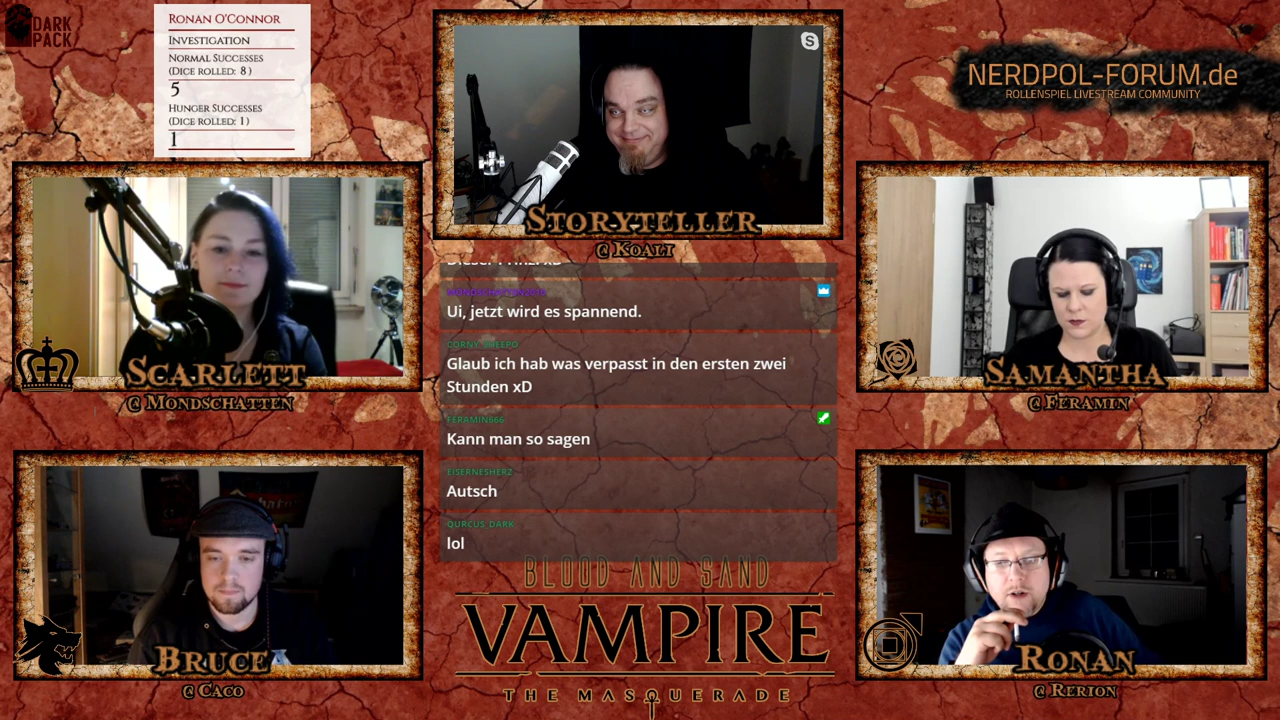 DARK
PACK
Ronan O'Connor
Investigation
Normal Successes
(Dice rolled: 8 )
5
Hunger Successes
(Dice rolled: 1 )
1
NERDPOL-FORUM.de
ROLLENSPIEL LIVESTREAM COMMUNITY
Storyteller
@ Koali
Scarlett
@ Mondschatten
Samantha
@ Feramin
Ui, jetzt wird es spannend.
Glaub ich hab was verpasst in den ersten zwei
Stunden xD
FERAMIN666
Kann man so sagen
EISERNESHERZ
Autsch
QURCUS_DARK
lol
Bruce
@ Caco
Ronan
@ Rerion
BLOOD AND SAND
VAMPIRE
THE MASQUERADE